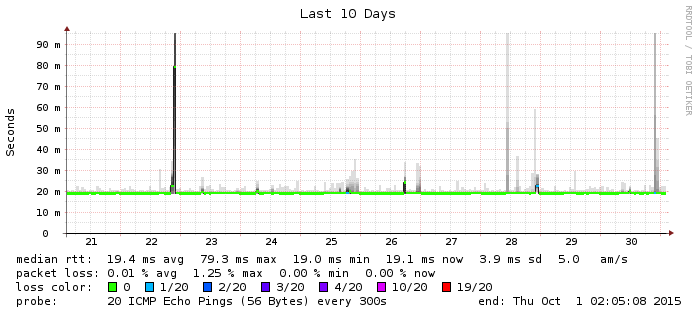 Last 10 Days
RRDTOOL / TOBI OETIKER
Seconds
90 m
80 m
70 m
60 m
50 m
40 m
30 m
20 m
10 m
0
21 22 23 24 25 26 27 28 29 30
median rtt: 19.4 ms avg 79.3 ms max 19.0 ms min 19.1 ms now 3.9 ms sd 5.0 am/s
packet loss: 0.01 % avg 1.25 % max 0.00 % min 0.00 % now
loss color: 0 1/20 2/20 3/20 4/20 10/20 19/20
probe: 20 ICMP Echo Pings (56 Bytes) every 300s end: Thu Oct 1 02:05:08 2015